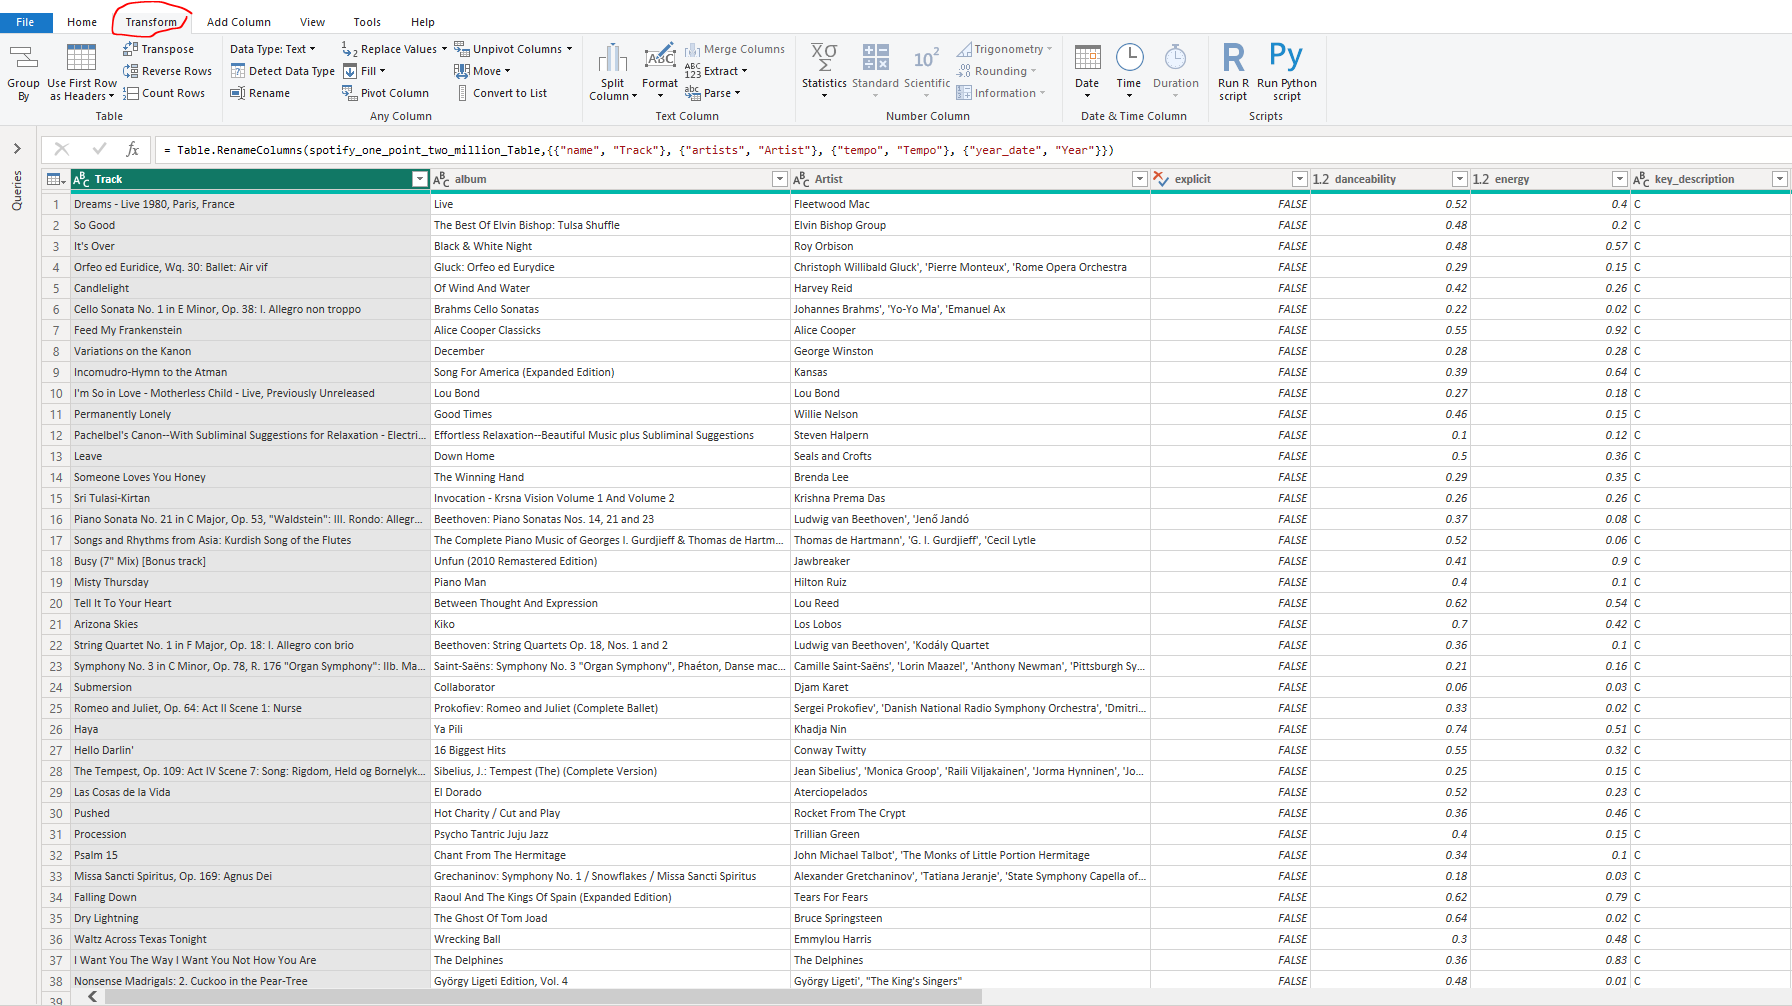 File Home Transform Add Column View Tools Help
Group By
Use First Row as Headers
Transpose
Reverse Rows
Count Rows
Table
Data Type: Text
Detect Data Type
Rename
Replace Values
Fill
Pivot Column
Unpivot Columns
Move
Convert to List
Any Column
Split Column
Format
Merge Columns
Extract
Parse
Text Column
Statistics
Standard
Scientific
Trigonometry
Rounding
Information
Number Column
Date
Time
Duration
Date & Time Column
Run R script
Run Python script
Scripts
Queries
fx = Table.RenameColumns(spotify_one_point_two_million_Table,{{"name", "Track"}, {"artists", "Artist"}, {"tempo", "Tempo"}, {"year_date", "Year"}})
Track album Artist explicit 1.2 danceability 1.2 energy key_description
1 Dreams - Live 1980, Paris, France Live Fleetwood Mac FALSE 0.52 0.4 C
2 So Good The Best Of Elvin Bishop: Tulsa Shuffle Elvin Bishop Group FALSE 0.48 0.2 C
3 It's Over Black & White Night Roy Orbison FALSE 0.48 0.57 C
4 Orfeo ed Euridice, Wq. 30: Ballet: Air vif Gluck: Orfeo ed Eurydice Christoph Willibald Gluck', 'Pierre Monteux', 'Rome Opera Orchestra FALSE 0.29 0.15 C
5 Candlelight Of Wind And Water Harvey Reid FALSE 0.42 0.26 C
6 Cello Sonata No. 1 in E Minor, Op. 38: I. Allegro non troppo Brahms Cello Sonatas Johannes Brahms', 'Yo-Yo Ma', 'Emanuel Ax FALSE 0.22 0.02 C
7 Feed My Frankenstein Alice Cooper Classicks Alice Cooper FALSE 0.55 0.92 C
8 Variations on the Kanon December George Winston FALSE 0.28 0.28 C
9 Incomudro-Hymn to the Atman Song For America (Expanded Edition) Kansas FALSE 0.39 0.64 C
10 I'm So in Love - Motherless Child - Live, Previously Unreleased Lou Bond Lou Bond FALSE 0.27 0.18 C
11 Permanently Lonely Good Times Willie Nelson FALSE 0.46 0.15 C
12 Pachelbel's Canon--With Subliminal Suggestions for Relaxation - Electri... Effortless Relaxation--Beautiful Music plus Subliminal Suggestions Steven Halpern FALSE 0.1 0.12 C
13 Leave Down Home Seals and Crofts FALSE 0.5 0.36 C
14 Someone Loves You Honey The Winning Hand Brenda Lee FALSE 0.29 0.35 C
15 Sri Tulasi-Kirtan Invocation - Krsna Vision Volume 1 And Volume 2 Krishna Prema Das FALSE 0.26 0.26 C
16 Piano Sonata No. 21 in C Major, Op. 53, "Waldstein": III. Rondo: Allegr... Beethoven: Piano Sonatas Nos. 14, 21 and 23 Ludwig van Beethoven', 'Jenő Jandó FALSE 0.37 0.08 C
17 Songs and Rhythms from Asia: Kurdish Song of the Flutes The Complete Piano Music of Georges I. Gurdjieff & Thomas de Hartm... Thomas de Hartmann', 'G. I. Gurdjieff', 'Cecil Lytle FALSE 0.52 0.06 C
18 Busy (7" Mix) [Bonus track] Unfun (2010 Remastered Edition) Jawbreaker FALSE 0.41 0.9 C
19 Misty Thursday Piano Man Hilton Ruiz FALSE 0.4 0.1 C
20 Tell It To Your Heart Between Thought And Expression Lou Reed FALSE 0.62 0.54 C
21 Arizona Skies Kiko Los Lobos FALSE 0.7 0.42 C
22 String Quartet No. 1 in F Major, Op. 18: I. Allegro con brio Beethoven: String Quartets Op. 18, Nos. 1 and 2 Ludwig van Beethoven', 'Kodály Quartet FALSE 0.36 0.1 C
23 Symphony No. 3 in C Minor, Op. 78, R. 176 "Organ Symphony": IIb. Ma... Saint-Saëns: Symphony No. 3 "Organ Symphony", Phaéton, Danse mac... Camille Saint-Saëns', 'Lorin Maazel', 'Anthony Newman', 'Pittsburgh Sy... FALSE 0.21 0.16 C
24 Submersion Collaborator Djam Karet FALSE 0.06 0.03 C
25 Romeo and Juliet, Op. 64: Act II Scene 1: Nurse Prokofiev: Romeo and Juliet (Complete Ballet) Sergei Prokofiev', 'Danish National Radio Symphony Orchestra', 'Dmitri... FALSE 0.33 0.02 C
26 Haya Ya Pili Khadja Nin FALSE 0.74 0.51 C
27 Hello Darlin' 16 Biggest Hits Conway Twitty FALSE 0.55 0.32 C
28 The Tempest, Op. 109: Act IV Scene 7: Song: Rigdom, Held og Bornelyk... Sibelius, J.: Tempest (The) (Complete Version) Jean Sibelius', 'Monica Groop', 'Raili Viljakainen', 'Jorma Hynninen', 'Jo... FALSE 0.25 0.15 C
29 Las Cosas de la Vida El Dorado Aterciopelados FALSE 0.52 0.23 C
30 Pushed Hot Charity / Cut and Play Rocket From The Crypt FALSE 0.36 0.46 C
31 Procession Psycho Tantric Juju Jazz Trillian Green FALSE 0.4 0.15 C
32 Psalm 15 Chant From The Hermitage John Michael Talbot', 'The Monks of Little Portion Hermitage FALSE 0.34 0.1 C
33 Missa Sancti Spiritus, Op. 169: Agnus Dei Grechaninov: Symphony No. 1 / Snowflakes / Missa Sancti Spiritus Alexander Gretchaninov', 'Tatiana Jeranje', 'State Symphony Capella of... FALSE 0.18 0.03 C
34 Falling Down Raoul And The Kings Of Spain (Expanded Edition) Tears For Fears FALSE 0.62 0.79 C
35 Dry Lightning The Ghost Of Tom Joad Bruce Springsteen FALSE 0.64 0.02 C
36 Waltz Across Texas Tonight Wrecking Ball Emmylou Harris FALSE 0.3 0.48 C
37 I Want You The Way I Want You Not How You Are The Delphines The Delphines FALSE 0.36 0.83 C
38 Nonsense Madrigals: 2. Cuckoo in the Pear-Tree György Ligeti Edition, Vol. 4 György Ligeti', "The King's Singers" FALSE 0.48 0.01 C
39